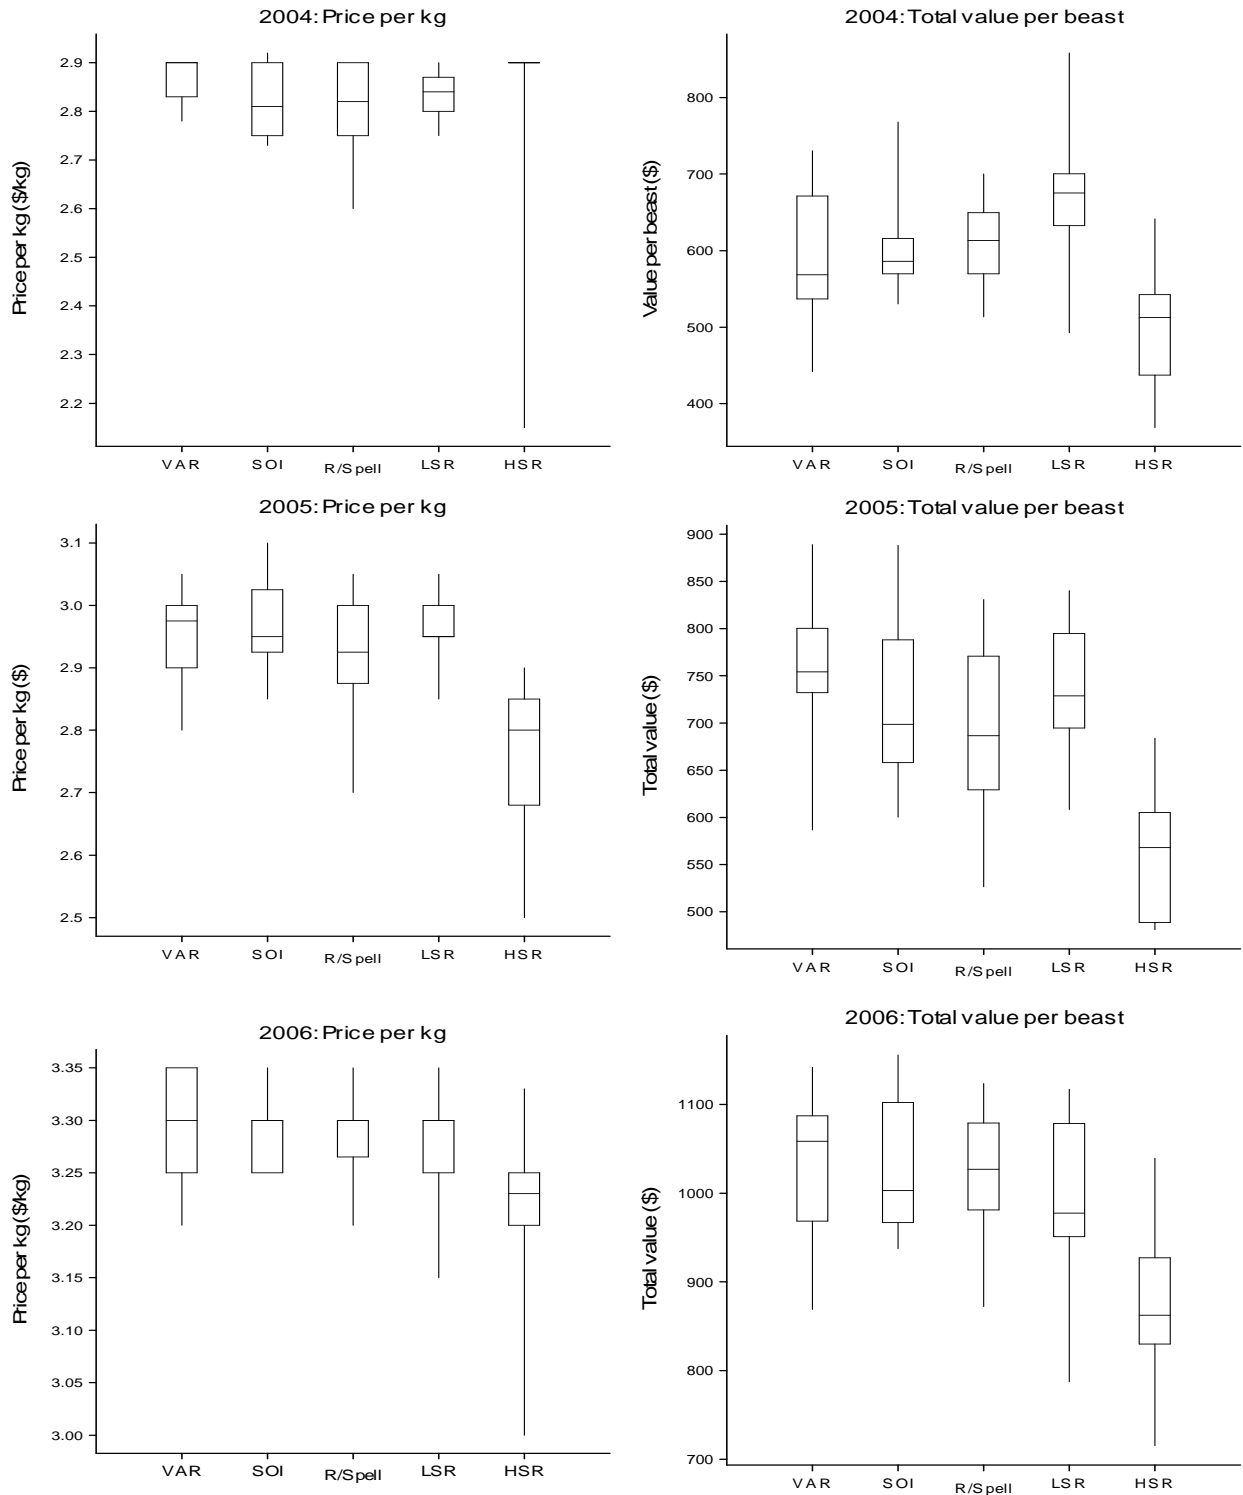 2004: Price per kg
Price per kg ($/kg)
2.9
2.8
2.7
2.6
2.5
2.4
2.3
2.2
VAR SOI R/Spell LSR HSR
2004: Total value per beast
Value per beast ($)
800
700
600
500
400
VAR SOI R/Spell LSR HSR
2005: Price per kg
Price per kg ($)
3.1
3.0
2.9
2.8
2.7
2.6
2.5
VAR SOI R/Spell LSR HSR
2005: Total value per beast
Total value ($)
900
850
800
750
700
650
600
550
500
VAR SOI R/Spell LSR HSR
2006: Price per kg
Price per kg ($/kg)
3.35
3.30
3.25
3.20
3.15
3.10
3.05
3.00
VAR SOI R/Spell LSR HSR
2006: Total value per beast
Total value ($)
1100
1000
900
800
700
VAR SOI R/Spell LSR HSR